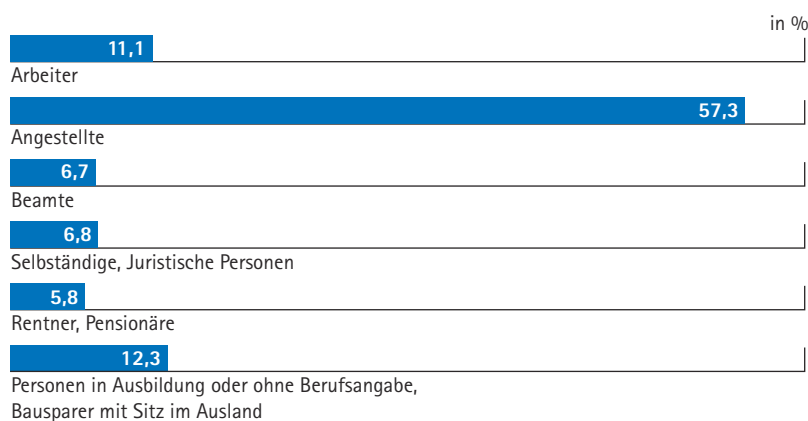 in %
11,1
Arbeiter
57,3
Angestellte
6,7
Beamte
6,8
Selbständige, Juristische Personen
5,8
Rentner, Pensionäre
12,3
Personen in Ausbildung oder ohne Berufsangabe,
Bausparer mit Sitz im Ausland